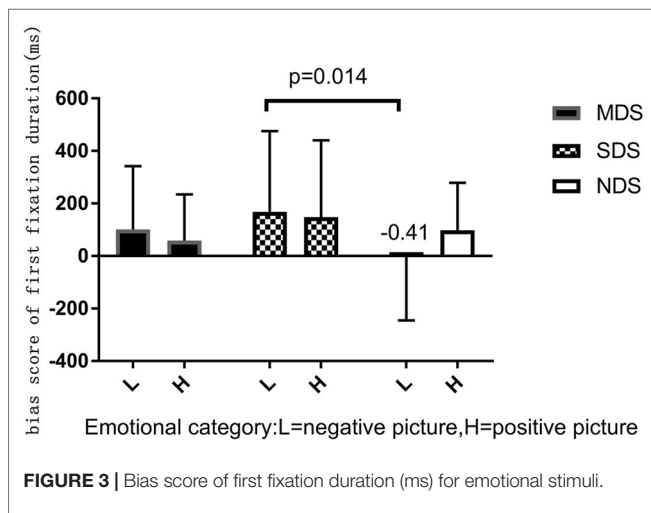 bias score of first fixation duration(ms)
p=0.014
600
400
200
0
-200
-400
-0.41
L
H
L
H
L
H
MDS
SDS
NDS
Emotional category:L=negative picture,H=positive picture
FIGURE 3 | Bias score of first fixation duration (ms) for emotional stimuli.